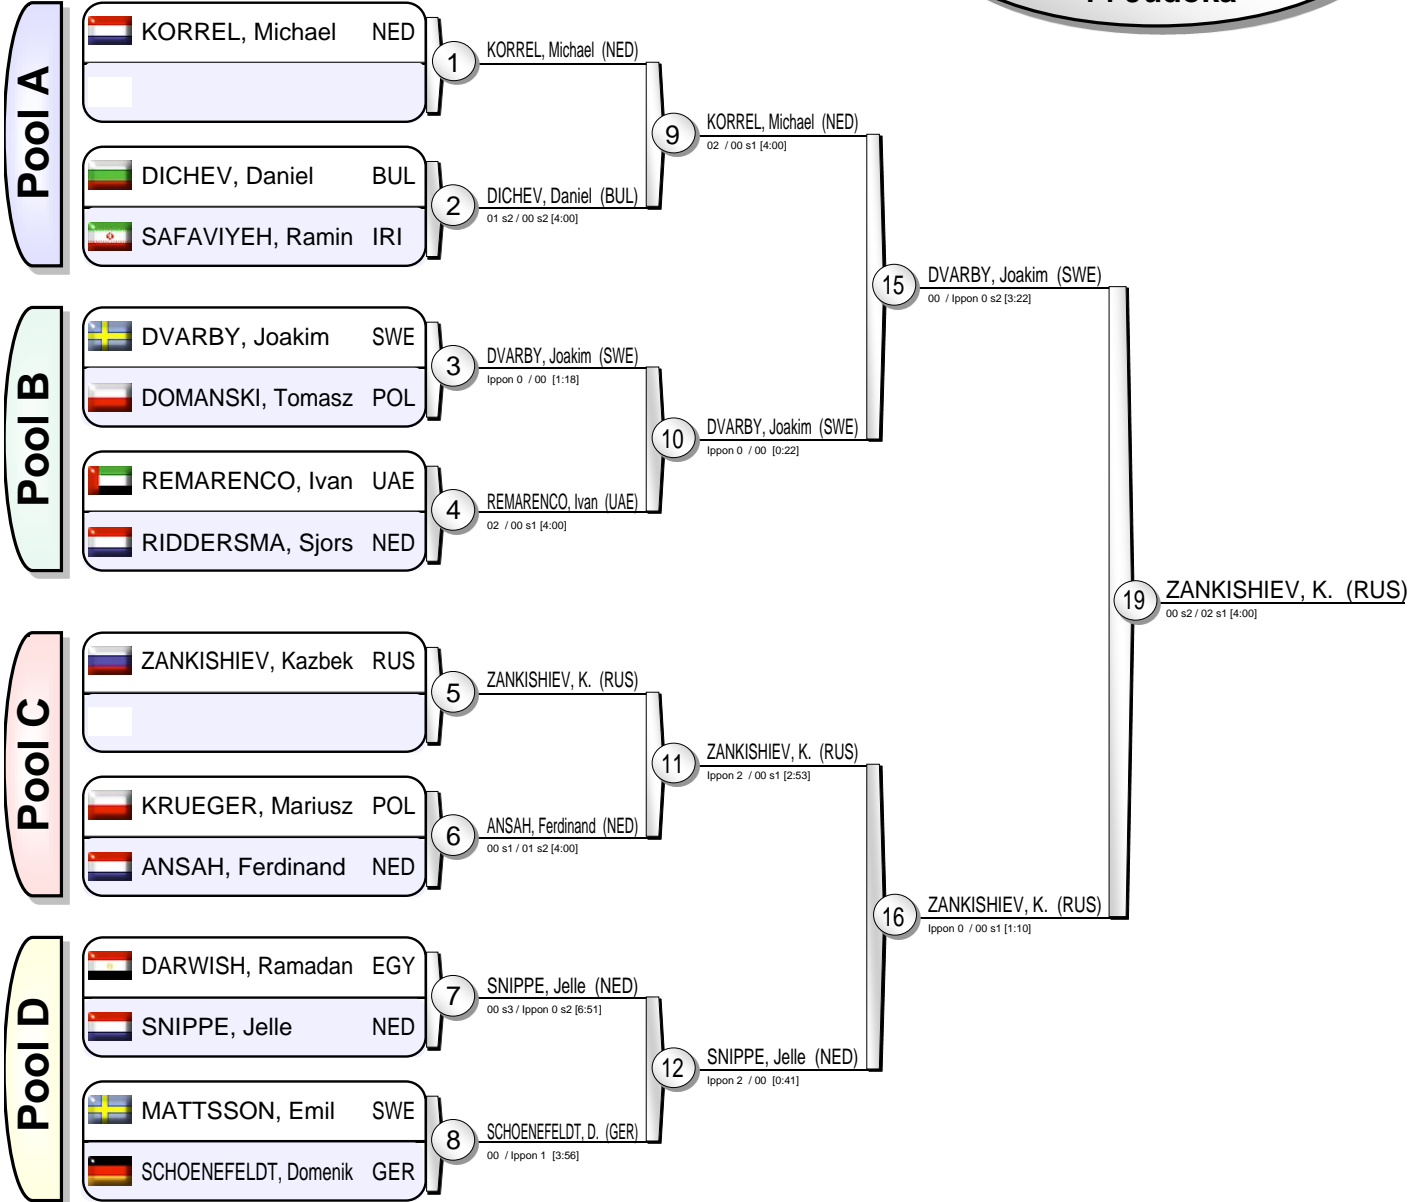 Pool A
KORREL, Michael NED
DICHEV, Daniel BUL
SAFAVIYEH, Ramin IRI
Pool B
DVARBY, Joakim SWE
DOMANSKI, Tomasz POL
REMARENCO, Ivan UAE
RIDDERSMA, Sjors NED
Pool C
ZANKISHIEV, Kazbek RUS
KRUEGER, Mariusz POL
ANSAH, Ferdinand NED
Pool D
DARWISH, Ramadan EGY
SNIPPE, Jelle NED
MATTSSON, Emil SWE
SCHOENEFELDT, Domenik GER
1
KORREL, Michael (NED)
2
DICHEV, Daniel (BUL)
01 s2 / 00 s2 [4:00]
3
DVARBY, Joakim (SWE)
Ippon 0 / 00 [1:18]
4
REMARENCO, Ivan (UAE)
02 / 00 s1 [4:00]
5
ZANKISHIEV, K. (RUS)
6
ANSAH, Ferdinand (NED)
00 s1 / 01 s2 [4:00]
7
SNIPPE, Jelle (NED)
00 s3 / Ippon 0 s2 [6:51]
8
SCHOENEFELDT, D. (GER)
00 / Ippon 1 [3:56]
9
KORREL, Michael (NED)
02 / 00 s1 [4:00]
10
DVARBY, Joakim (SWE)
Ippon 0 / 00 [0:22]
11
ZANKISHIEV, K. (RUS)
Ippon 2 / 00 s1 [2:53]
12
SNIPPE, Jelle (NED)
Ippon 2 / 00 [0:41]
15
DVARBY, Joakim (SWE)
00 / Ippon 0 s2 [3:22]
16
ZANKISHIEV, K. (RUS)
Ippon 0 / 00 s1 [1:10]
19
ZANKISHIEV, K. (RUS)
00 s2 / 02 s1 [4:00]